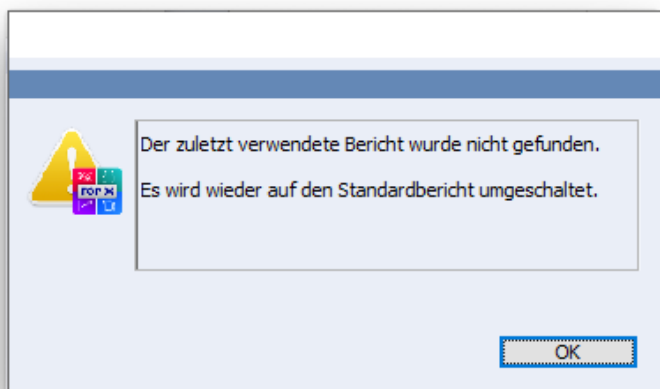 Der zuletzt verwendete Bericht wurde nicht gefunden.
Es wird wieder auf den Standardbericht umgeschaltet.
OK